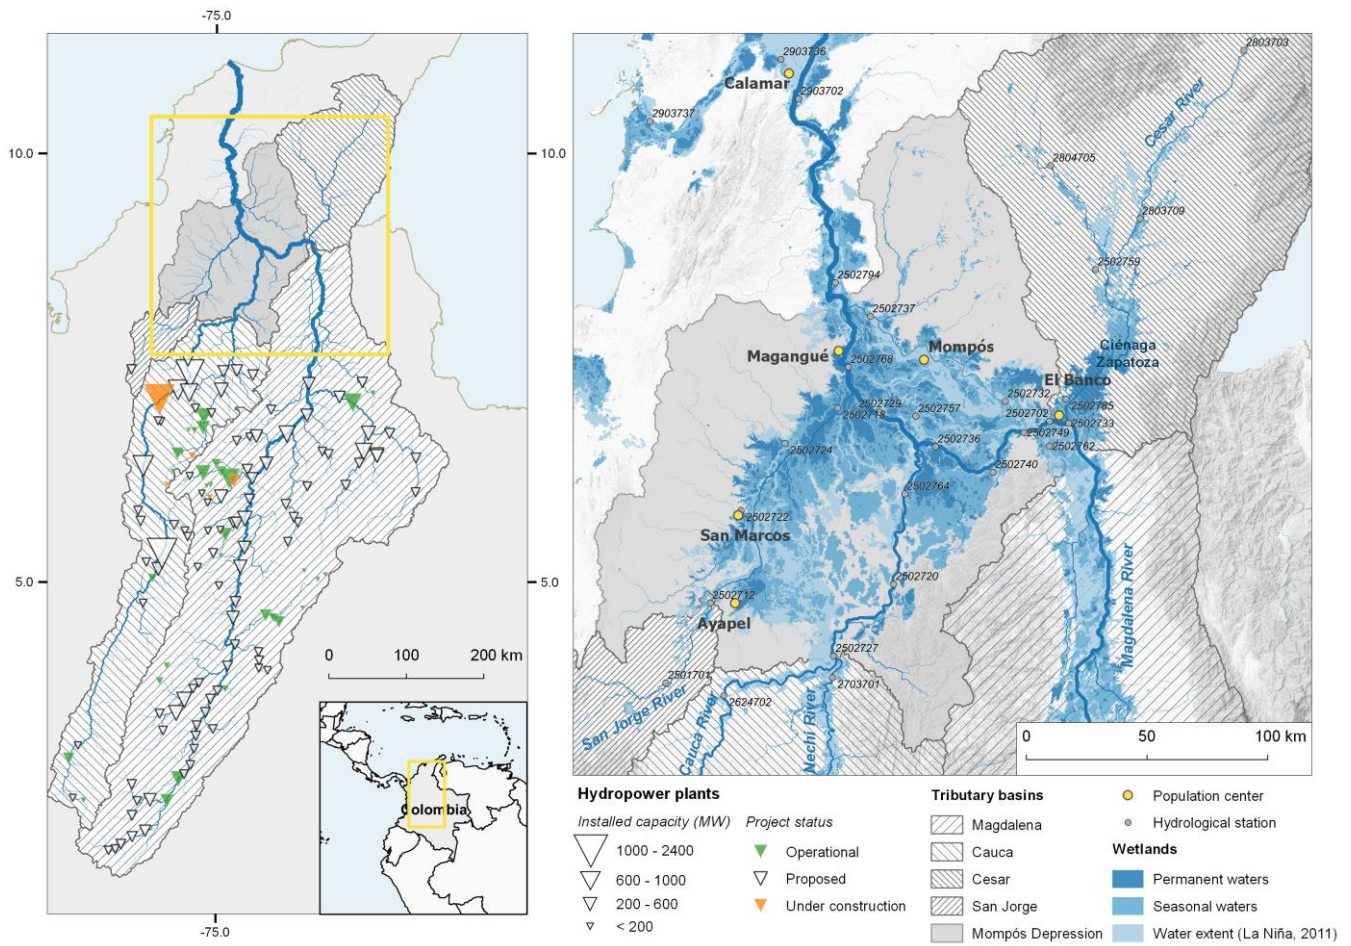 -75.0
10.0
10.0
5.0
5.0
0 100 200 km
Colombia
-75.0
2903736
2803703
Calamar
2903702
2903737
Cesar River
2804705
2803709
2502759
2502794
2502737
Ciénaga
Zapatoza
Magangué
Mompós
2502768
El Banco
2502732
2502729
2502718
2502757
2502702
2502785
2502733
2502749
2502762
2502724
2502736
2502740
2502764
2502722
San Marcos
2502720
2502712
Ayapel
Magdalena River
2502727
2501701
2703701
2624702
San Jorge River
Cauca River
Nechi River
0 50 100 km
Hydropower plants
Installed capacity (MW)
1000 - 2400
600 - 1000
200 - 600
< 200
Project status
Operational
Proposed
Under construction
Tributary basins
Magdalena
Cauca
Cesar
San Jorge
Mompós Depression
Population center
Hydrological station
Wetlands
Permanent waters
Seasonal waters
Water extent (La Niña, 2011)